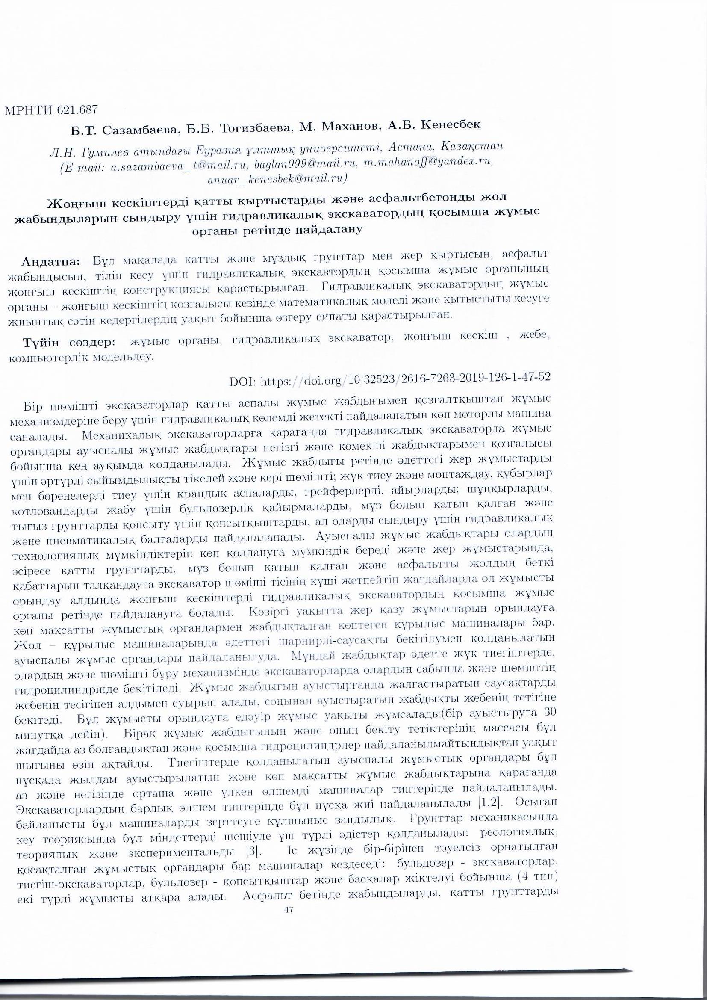 МРНТИ 621.687
Б.Т. Сазамбаева, Б.Б. Тогизбаева, М. Маханов, А.Б. Кенесбек
Л.Н. Гумилев атындағы Еуразия ұлттық университеті, Астана, Қазақстан
(E-mail: a.sazambaeva_t@mail.ru, baglan099@mail.ru, m.mahanoff@yandex.ru,
anuar_kenesbek@mail.ru)
Жоңғыш кескіштерді қатты қыртыстарды және асфальтбетонды жол
жабындыларын сындыру үшін гидравликалық экскаватордың қосымша жұмыс
органы ретінде пайдалану
Аңдатпа: Бұл мақалада қатты және мұздық грунттар мен жер қыртысын, асфальт
жабындысын, тіліп кесу үшін гидравликалық экскавтордың қосымша жұмыс органының
жонғыш кескіштің конструкциясы қарастырылған. Гидравликалық экскаватордың жұмыс
органы – жонғыш кескіштің қозғалысы кезінде математикалық моделі және қытыстыты кесуге
жиынтық сәтін кедергілердің уақыт бойынша өзгеру сипаты қарастырылған.
Түйін сөздер: жұмыс органы, гидравликалық экскаватор, жонғыш кескіш , жебе,
компьютерлік модельдеу.
DOI: https://doi.org/10.32523/2616-7263-2019-126-1-47-52
Бір шөмішті экскаваторлар қатты аспалы жұмыс жабдығымен қозғалтқыштан жұмыс
механизмдеріне беру үшін гидравликалық көлемді жетекті пайдаланатын көп моторлы машина
саналады. Механикалық экскаваторларға қараганда гидравликалық экскаваторда жұмыс
органдары ауыспалы жұмыс жабдықтары негізгі және көмекші жабдықтарымен қозгалысы
бойынша кең ауқымда қолданылады. Жұмыс жабдығы ретінде әдеттегі жер жұмыстарды
үшін әртүрлі сыйымдылықты тікелей және кері шөмішті; жүк тиеу және монтаждау, құбырлар
мен бөренелерді тиеу үшін крандық аспаларды, грейферлерді, айырларды; шұңқырларды,
котловандарды жабу үшін бульдозерлік қайырмаларды, мұз болып қатып қалған және
тығыз грунттарды қопсыту үшін қопсытқыштарды, ал оларды сындыру үшін гидравликалық
және пневматикалық балгаларды пайданаланады. Ауыспалы жұмыс жабдықтары олардың
технологиялық мүмкіндіктерін көп қолдануға мүмкіндік береді және жер жұмыстарында,
әсіресе қатты грунттарды, мұз болып қатып қалған және асфальтты жолдың беткі
қабаттарын талқандауға экскаватор шөміші тісінің күші жетпейтін жагдайларда ол жұмысты
орындау алдында жонғыш кескіштерді гидравликалық экскаватордың қосымша жұмыс
органы ретінде пайдалануға болады. Кәзіргі уақытта жер қазу жұмыстарын орындауға
көп мақсатты жұмыстық органдармен жабдықталған көптеген құрылыс машиналары бар.
Жол – құрылыс машиналарында әдеттегі шарнирлі-саусақты бекітілумен қолданылатын
ауыспалы жұмыс органдары пайдаланылуда. Мұндай жабдықтар әдетте жүк тиегіштерде,
олардың және шөмішті бұру механизмінде экскаваторларда олардың сабында және шөміштің
гидроцилиндрінде бекітіледі. Жұмыс жабдығын ауыстырғанда жалғастыратын саусақтарды
жебенің тесігінен алдымен суырып алады, соңынан ауыстыратын жабдықты жебенің тетігіне
бекітеді. Бұл жұмысты орындауға едәуір жұмыс уақыты жұмсалады(бір ауыстыруга 30
минутқа дейін). Бірақ жұмыс жабдығының және оның бекіту тетіктерінің массасы бұл
жағдайда аз болғандықтан және қосымша гидроцилиндрлер пайдаланылмайтындықтан уақыт
шығыны өзін ақтайды. Тиегіштерде қолданылатын ауыспалы жұмыстық органдары бұл
нұсқада жылдам ауыстырылатын және көп мақсатты жұмыс жабдықтарына қараганда
аз және негізінде орташа және үлкен өлшемді машиналар типтерінде пайдаланылады.
Экскаваторлардың барлық өлшем типтерінде бұл нұсқа жиі пайдаланылады [1,2]. Осыған
байланысты бұл машиналарды зерттеуге құлшыныс заңдылық. Грунттар механикасында
кеу теориясында бұл міндеттерді шешіуде үш түрлі әдістер қолданылады: реологиялық,
теориялық және экспериментальды [3]. Іс жүзінде бір-бірінен тәуелсіз орнатылған
қосақталган жұмыстық органдары бар машиналар кездеседі: бульдозер - экскаваторлар,
тиегіш-экскаваторлар, бульдозер - қопсытқыштар және басқалар жіктелуі бойынша (4 тип)
екі түрлі жұмысты атқара алады. Асфальт бетінде жабындыларды, қатты грунттарды
47